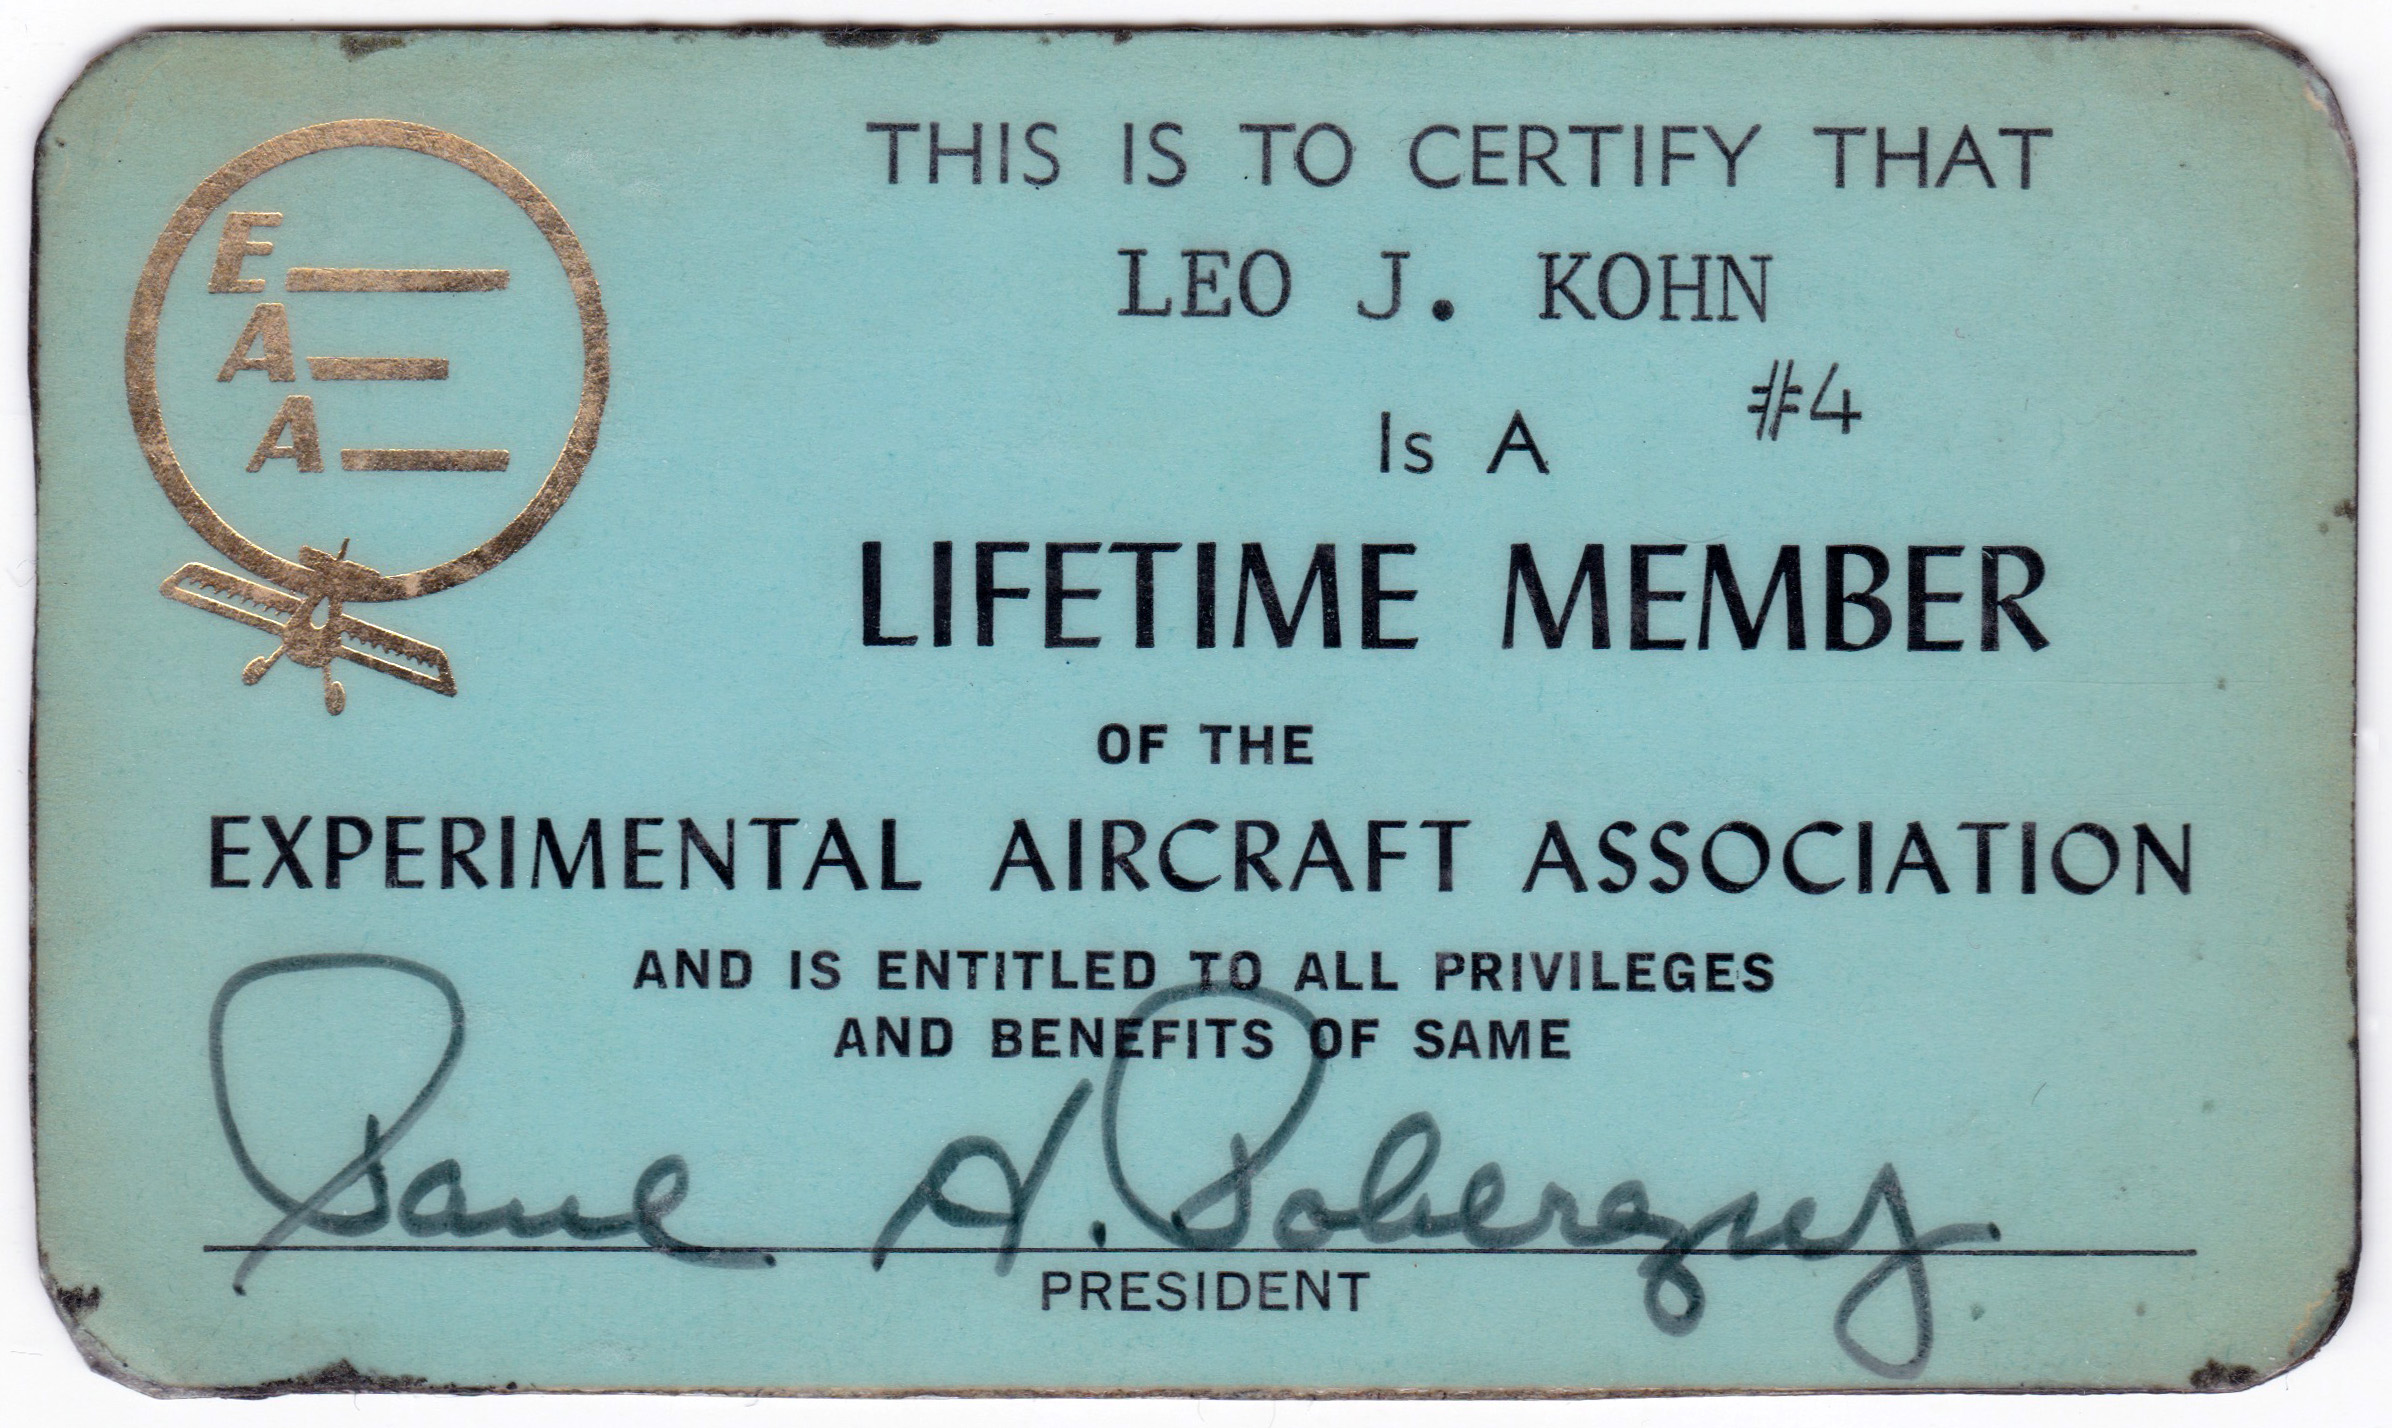 E
A
A
THIS IS TO CERTIFY THAT
LEO J. KOHN
#4
Is A
LIFETIME MEMBER
OF THE
EXPERIMENTAL AIRCRAFT ASSOCIATION
AND IS ENTITLED TO ALL PRIVILEGES
AND BENEFITS OF SAME
Paul H. Poberezny
PRESIDENT